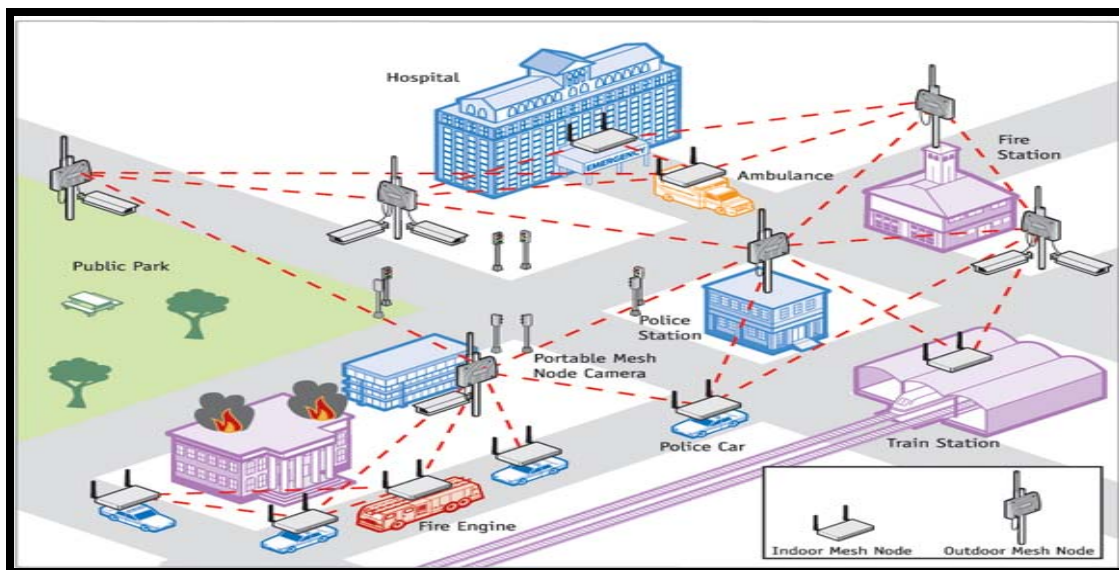 Hospital
EMERGENCY
Ambulance
Fire
Station
Public Park
Police
Station
Portable Mesh
Node Camera
Police Car
Train Station
Fire Engine
Indoor Mesh Node
Outdoor Mesh Node